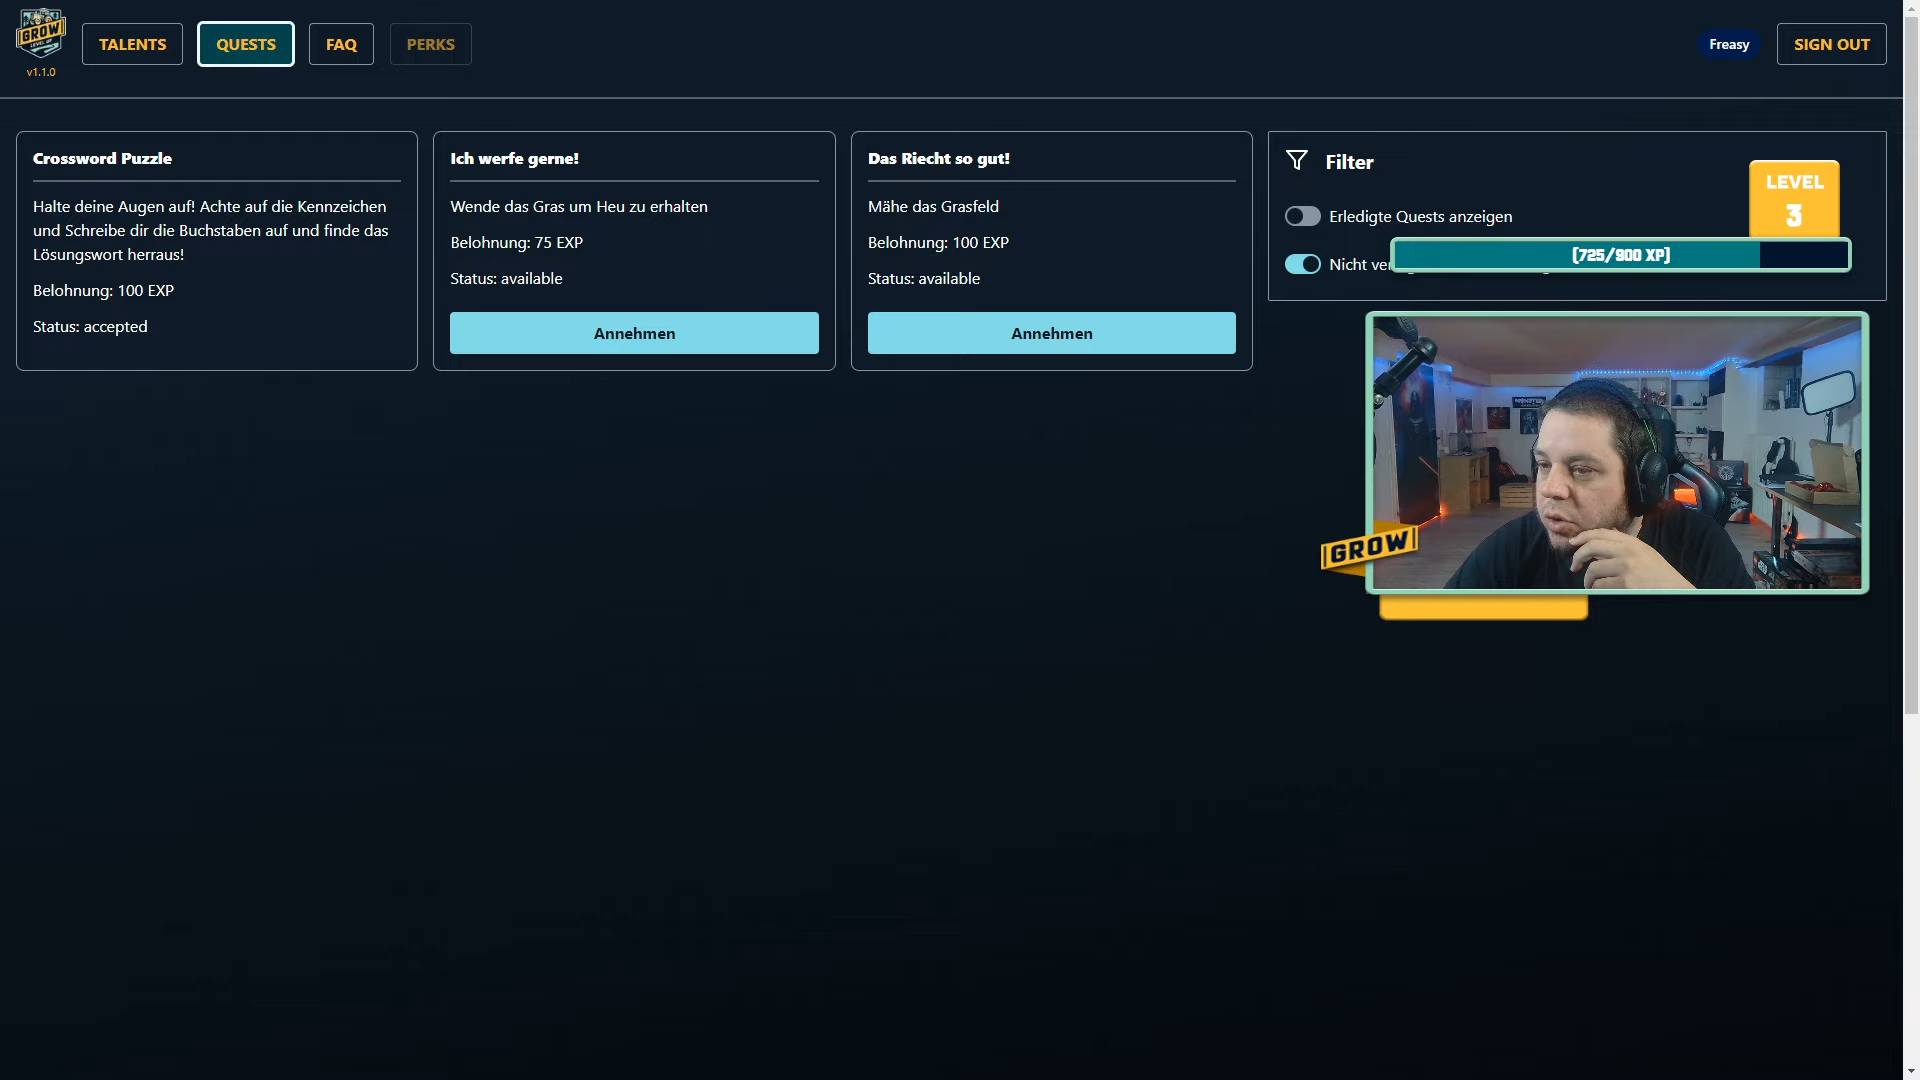 GROW
LEVEL UP
v1.1.0
TALENTS
QUESTS
FAQ
PERKS
Freasy
SIGN OUT
Crossword Puzzle
Halte deine Augen auf! Achte auf die Kennzeichen
und Schreibe dir die Buchstaben auf und finde das
Lösungswort herraus!
Belohnung: 100 EXP
Status: accepted
Ich werfe gerne!
Wende das Gras um Heu zu erhalten
Belohnung: 75 EXP
Status: available
Annehmen
Das Riecht so gut!
Mähe das Grasfeld
Belohnung: 100 EXP
Status: available
Annehmen
Filter
Erledigte Quests anzeigen
Nicht
LEVEL
3
[725/900 XP]
GROW